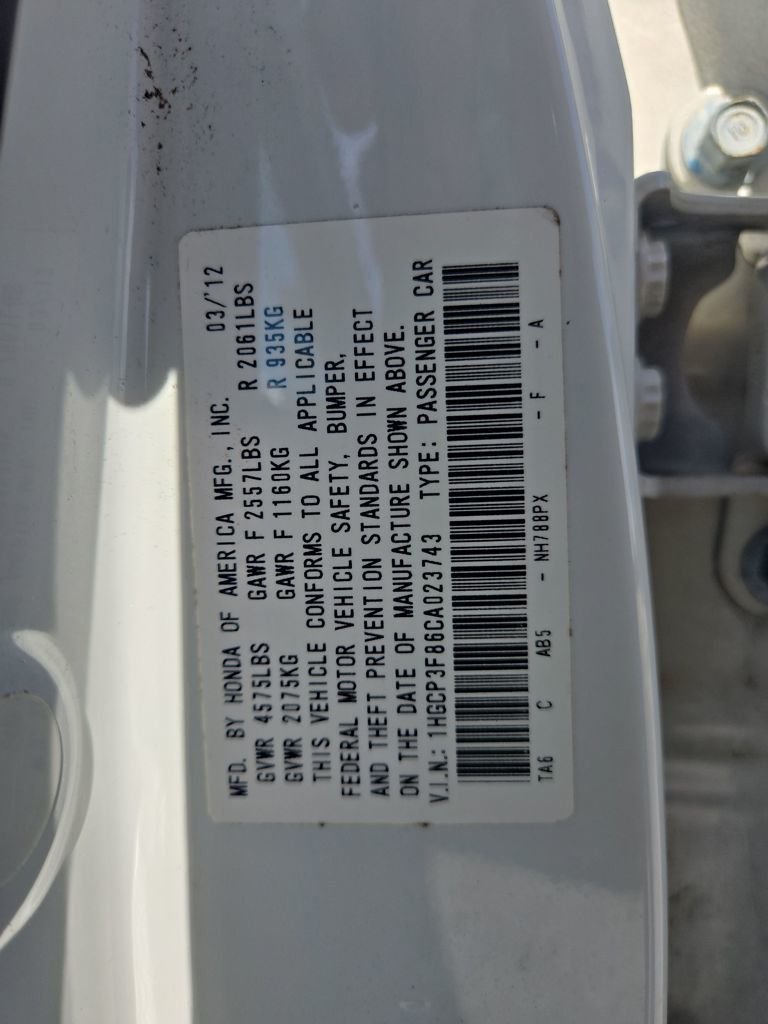 MFD. BY HONDA OF AMERICA MFG., INC. 03/'12
GVWR 4575LBS GAWR F 2557LBS R 2061LBS
GVWR 2075KG GAWR F 1160KG R 935KG
THIS VEHICLE CONFORMS TO ALL APPLICABLE
FEDERAL MOTOR VEHICLE SAFETY, BUMPER,
AND THEFT PREVENTION STANDARDS IN EFFECT
ON THE DATE OF MANUFACTURE SHOWN ABOVE.
V.I.N.: 1HGCP3F86CA023743 TYPE: PASSENGER CAR
TA6 C AB5 - NH788PX - F - A